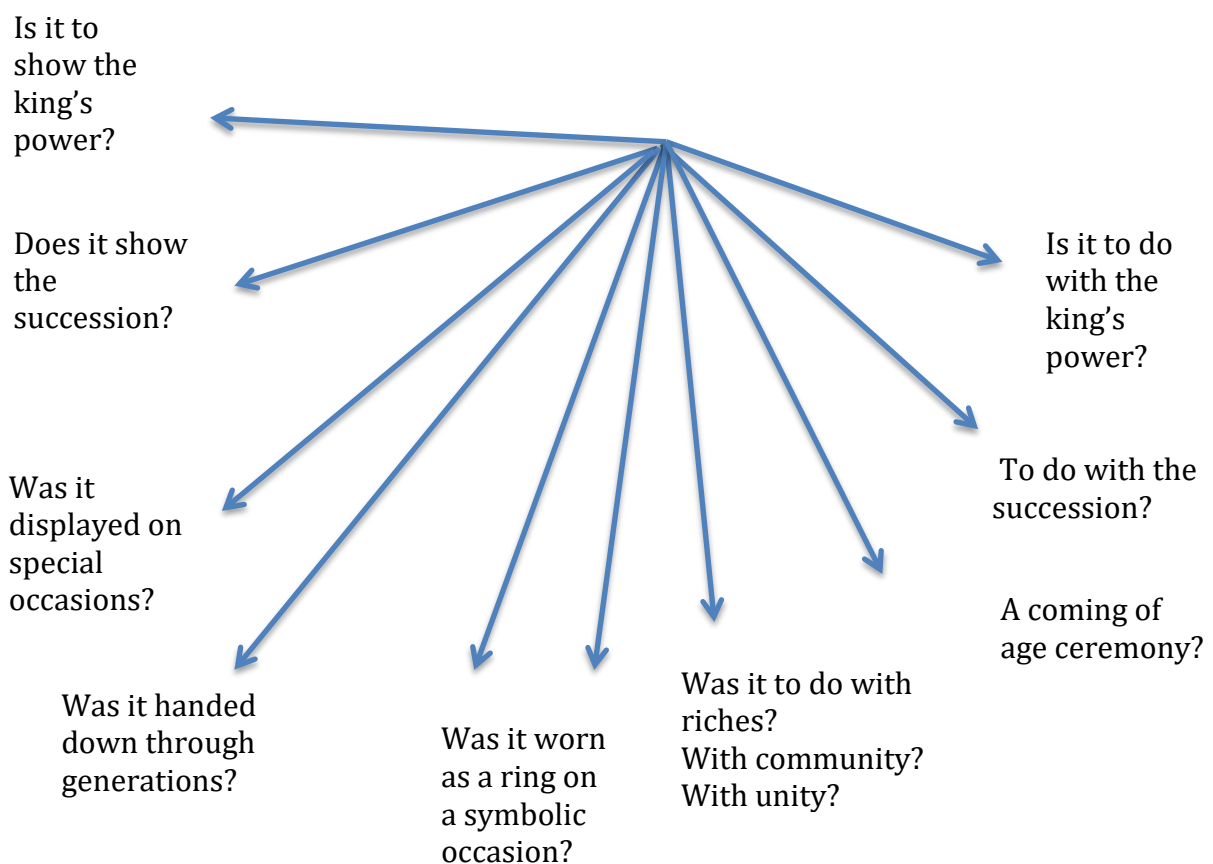 Is it to
show the
king’s
power?
Does it show
the
succession?
Was it
displayed on
special
occasions?
Was it handed
down through
generations?
Was it worn
as a ring on
a symbolic
occasion?
Was it to do with
riches?
With community?
With unity?
A coming of
age ceremony?
To do with the
succession?
Is it to do
with the
king’s
power?